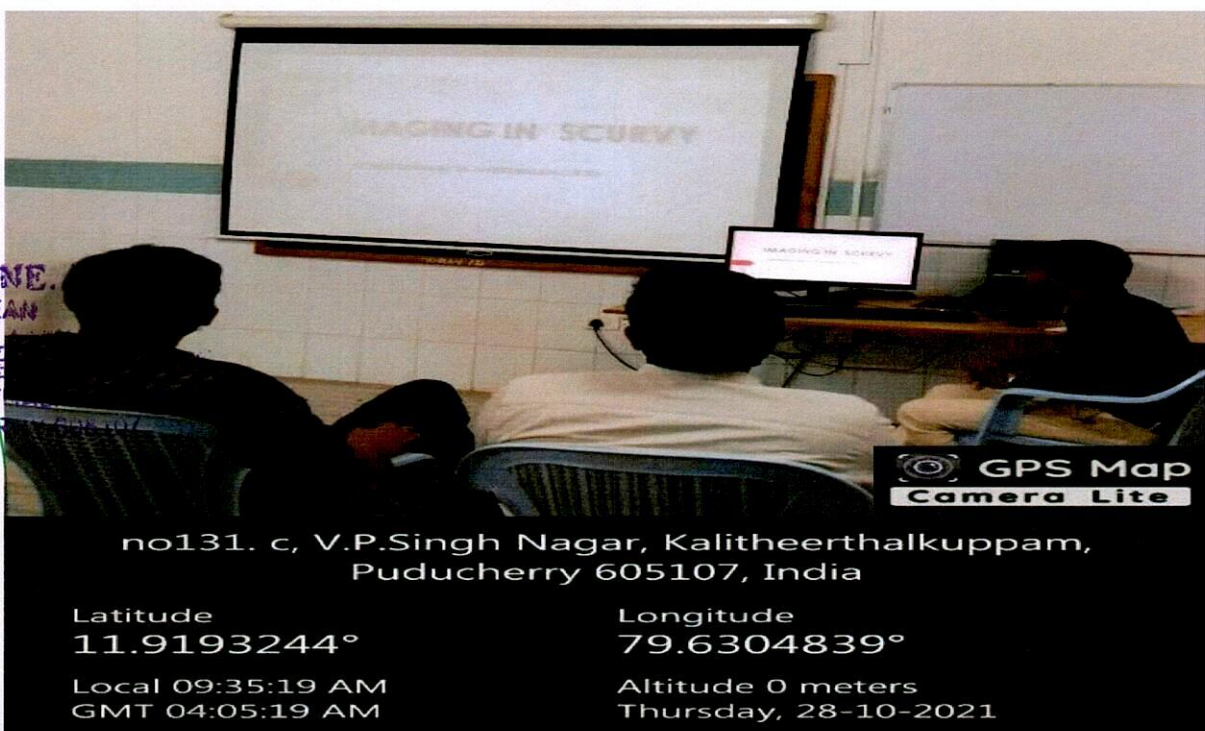 IMAGING IN SCURVY
IMAGING IN SCURVY
NE.
GPS Map
Camera Lite
no131. c, V.P.Singh Nagar, Kalitheerthalkuppam,
Puducherry 605107, India
Latitude
11.9193244°
Longitude
79.6304839°
Local 09:35:19 AM
GMT 04:05:19 AM
Altitude 0 meters
Thursday, 28-10-2021